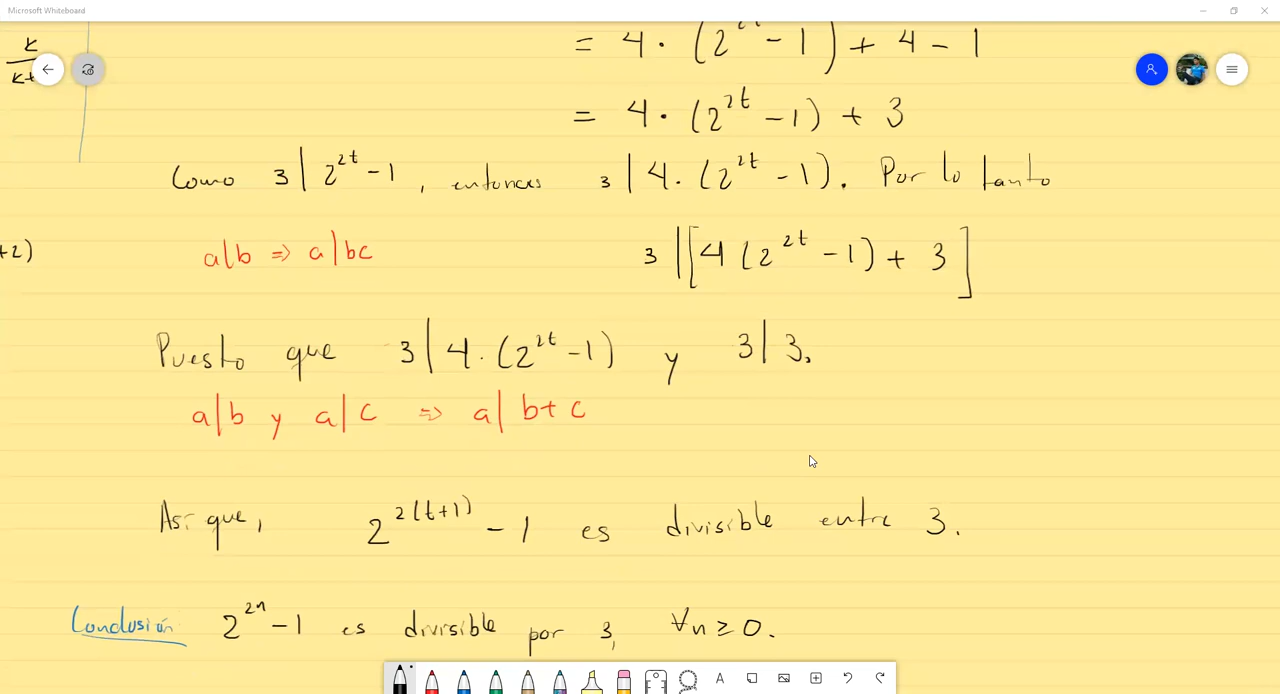 Microsoft Whiteboard
= 4 · (2^{2t} - 1) + 4 - 1
k
= 4 · (2^{2t} - 1) + 3
Como 3 | 2^{2t} - 1, entonces 3 | 4 · (2^{2t} - 1). Por lo tanto
+2) a|b ⇒ a|bc 3 | [4 (2^{2t} - 1) + 3]
Puesto que 3 | 4 · (2^{2t} - 1) y 3 | 3.
a|b y a|c ⇒ a| b+c
Así que, 2^{2(t+1)} - 1 es divisible entre 3.
Conclusión: 2^{2n} - 1 es divisible por 3, ∀n ≥ 0.
A